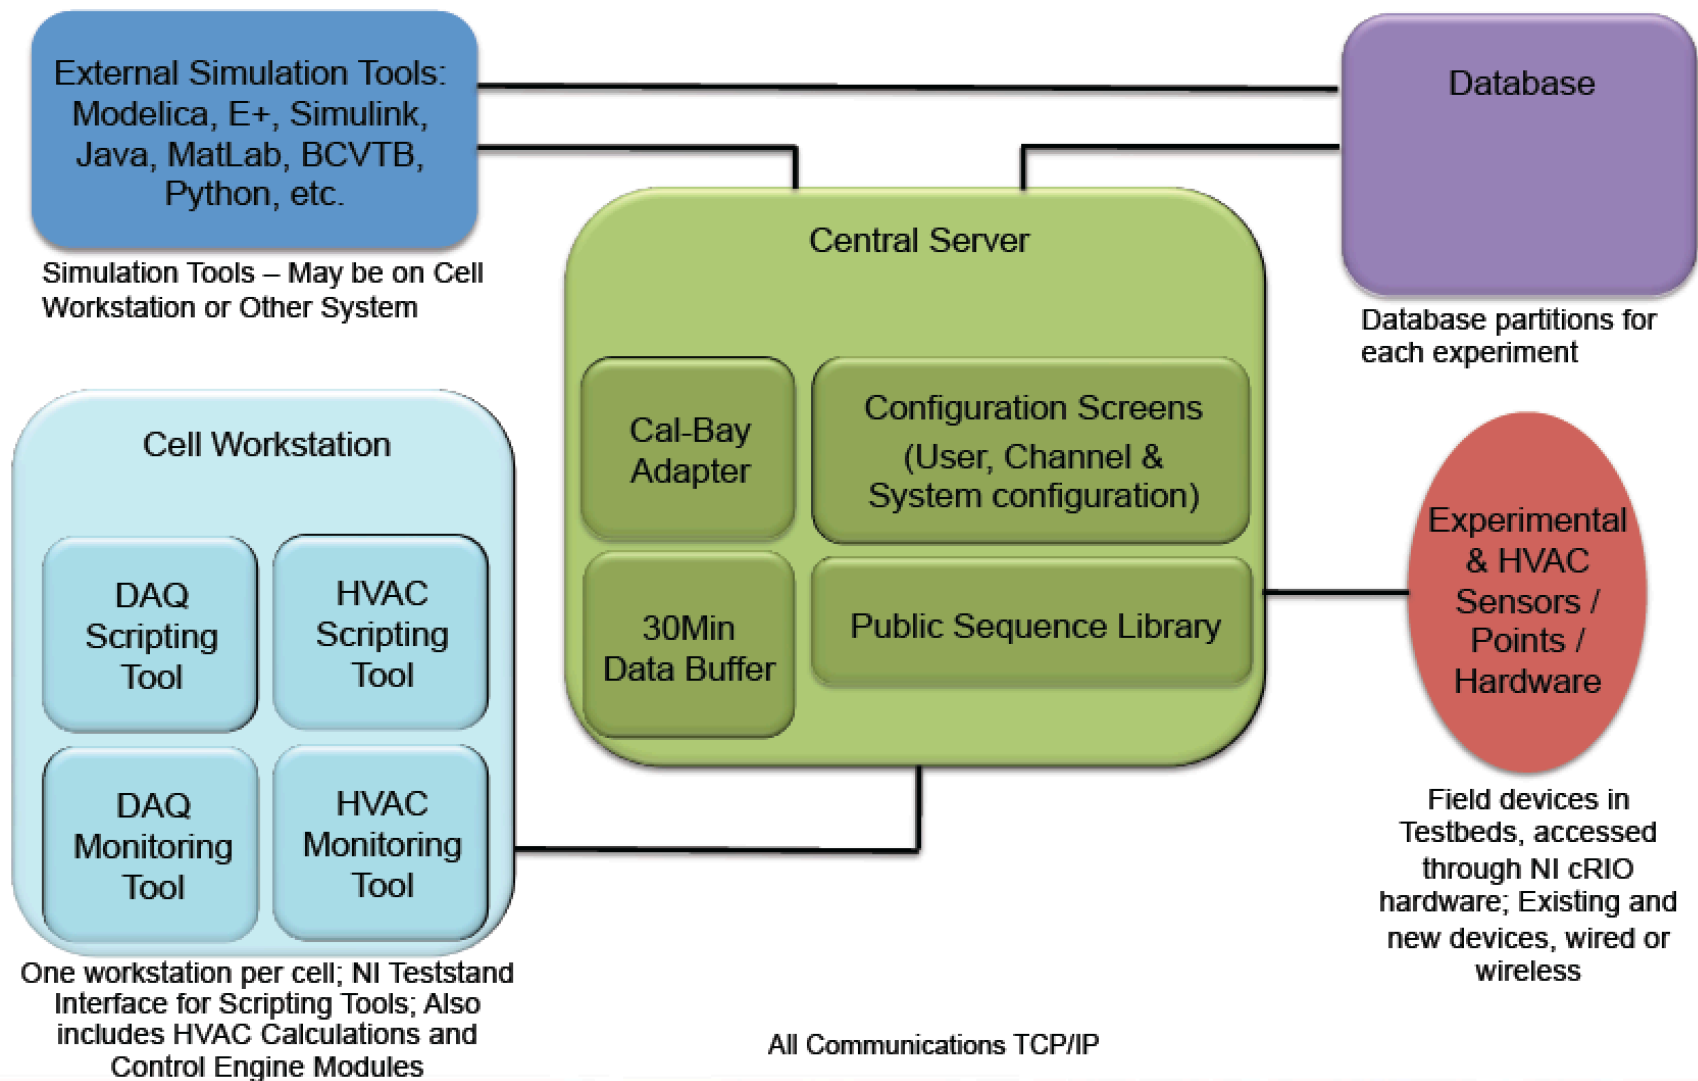 External Simulation Tools:
Modelica, E+, Simulink,
Java, MatLab, BCVTB,
Python, etc.
Simulation Tools – May be on Cell
Workstation or Other System
Database
Database partitions for
each experiment
Central Server
Cal-Bay
Adapter
Configuration Screens
(User, Channel &
System configuration)
30Min
Data Buffer
Public Sequence Library
Cell Workstation
DAQ
Scripting
Tool
HVAC
Scripting
Tool
DAQ
Monitoring
Tool
HVAC
Monitoring
Tool
One workstation per cell; NI Teststand
Interface for Scripting Tools; Also
includes HVAC Calculations and
Control Engine Modules
Experimental
& HVAC
Sensors /
Points /
Hardware
Field devices in
Testbeds, accessed
through NI cRIO
hardware; Existing and
new devices, wired or
wireless
All Communications TCP/IP